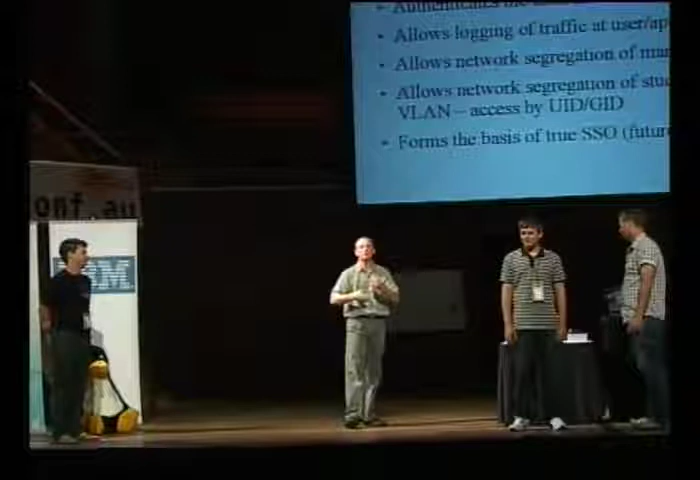 Allows logging of traffic at user/ap
Allows network segregation of
Allows network segregation of stu
VLAN – access by UID/GID
Forms the basis of true SSO (futur
onf.au
IBM